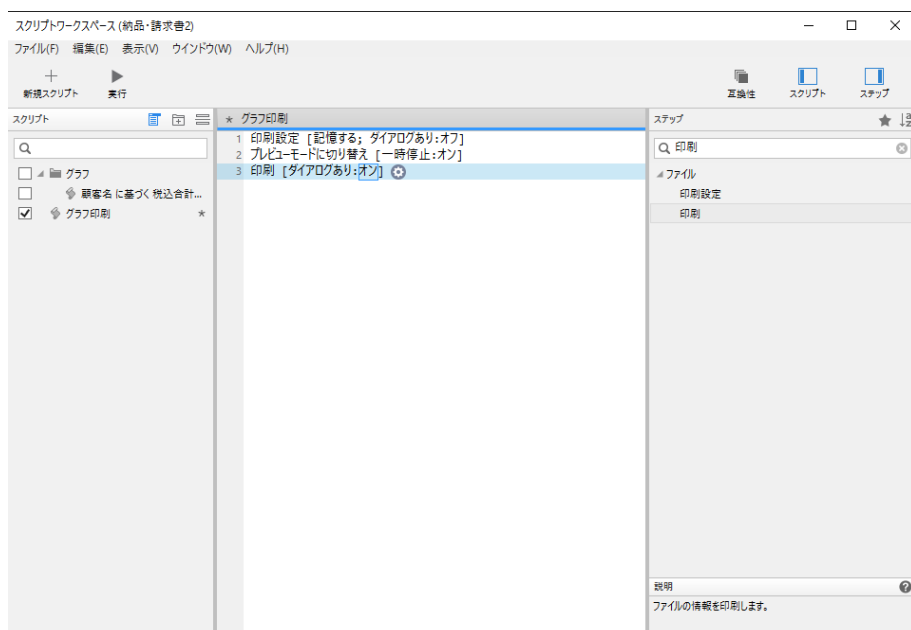 スクリプトワークスペース (納品・請求書2)
ファイル(F) 編集(E) 表示(V) ウインドウ(W) ヘルプ(H)
新規スクリプト 実行 互換性 スクリプト ステップ
スクリプト
* グラフ印刷
ステップ
1 印刷設定 [記憶する; ダイアログあり:オフ]
2 プレビューモードに切り替え [一時停止:オン]
3 印刷 [ダイアログあり:オン]
グラフ
顧客名 に基づく 税込合計...
グラフ印刷 *
印刷
ファイル
印刷設定
印刷
説明
ファイルの情報を印刷します。